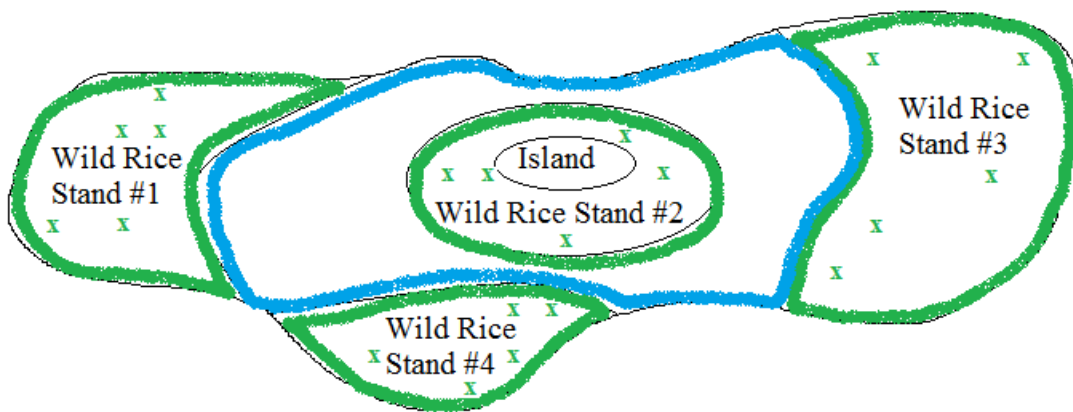 Wild Rice
Stand #1
x
x
x
x
x
Island
Wild Rice Stand #2
x
x
x
x
x
Wild Rice
Stand #3
x
x
x
x
x
Wild Rice
Stand #4
x
x
x
x
x